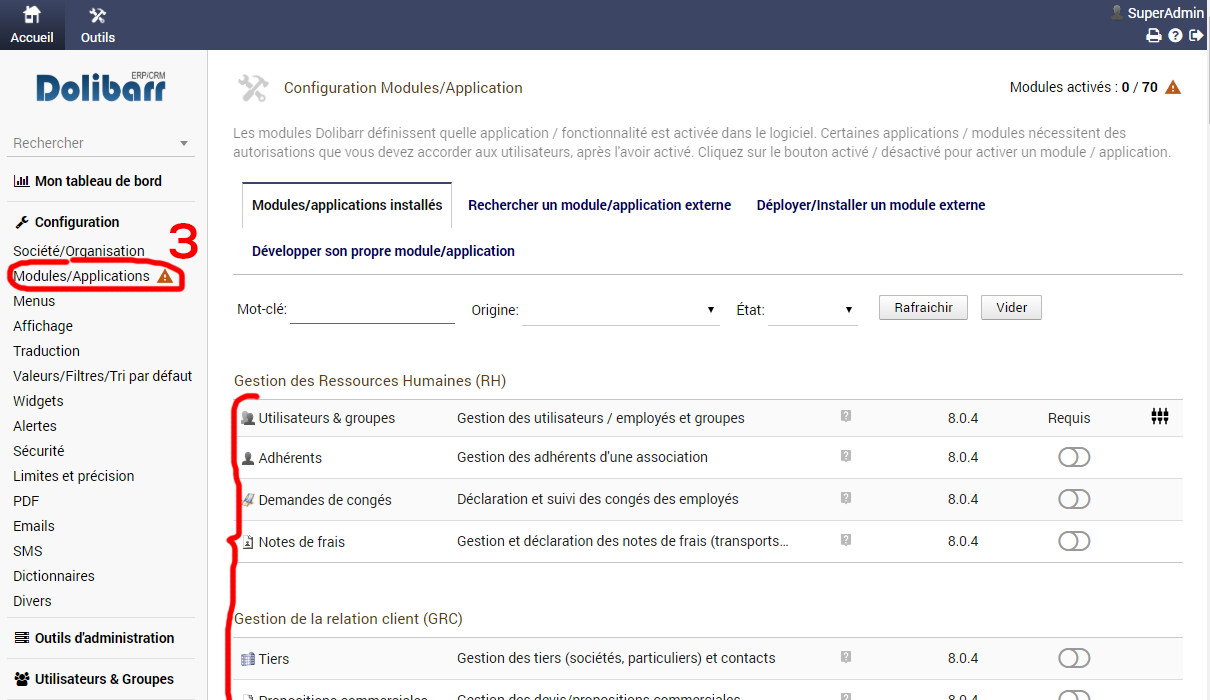 Accueil
Outils
SuperAdmin
ERP/CRM
Dolibarr
Rechercher
Mon tableau de bord
Configuration
3
Société/Organisation
Modules/Applications
Menus
Affichage
Traduction
Valeurs/Filtres/Tri par défaut
Widgets
Alertes
Sécurité
Limites et précision
PDF
Emails
SMS
Dictionnaires
Divers
Outils d'administration
Utilisateurs & Groupes
Configuration Modules/Application
Modules activés : 0 / 70
Les modules Dolibarr définissent quelle application / fonctionnalité est activée dans le logiciel. Certaines applications / modules nécessitent des
autorisations que vous devez accorder aux utilisateurs, après l'avoir activé. Cliquez sur le bouton activé / désactivé pour activer un module / application.
Modules/applications installés Rechercher un module/application externe Déployer/Installer un module externe
Développer son propre module/application
Mot-clé: Origine: État: Rafraichir Vider
Gestion des Ressources Humaines (RH)
Utilisateurs & groupes Gestion des utilisateurs / employés et groupes 8.0.4 Requis
Adhérents Gestion des adhérents d'une association 8.0.4
Demandes de congés Déclaration et suivi des congés des employés 8.0.4
Notes de frais Gestion et déclaration des notes de frais (transports... 8.0.4
Gestion de la relation client (GRC)
Tiers Gestion des tiers (sociétés, particuliers) et contacts 8.0.4
Propositions commerciales Gestion des devis/propositions commerciales 8.0.4